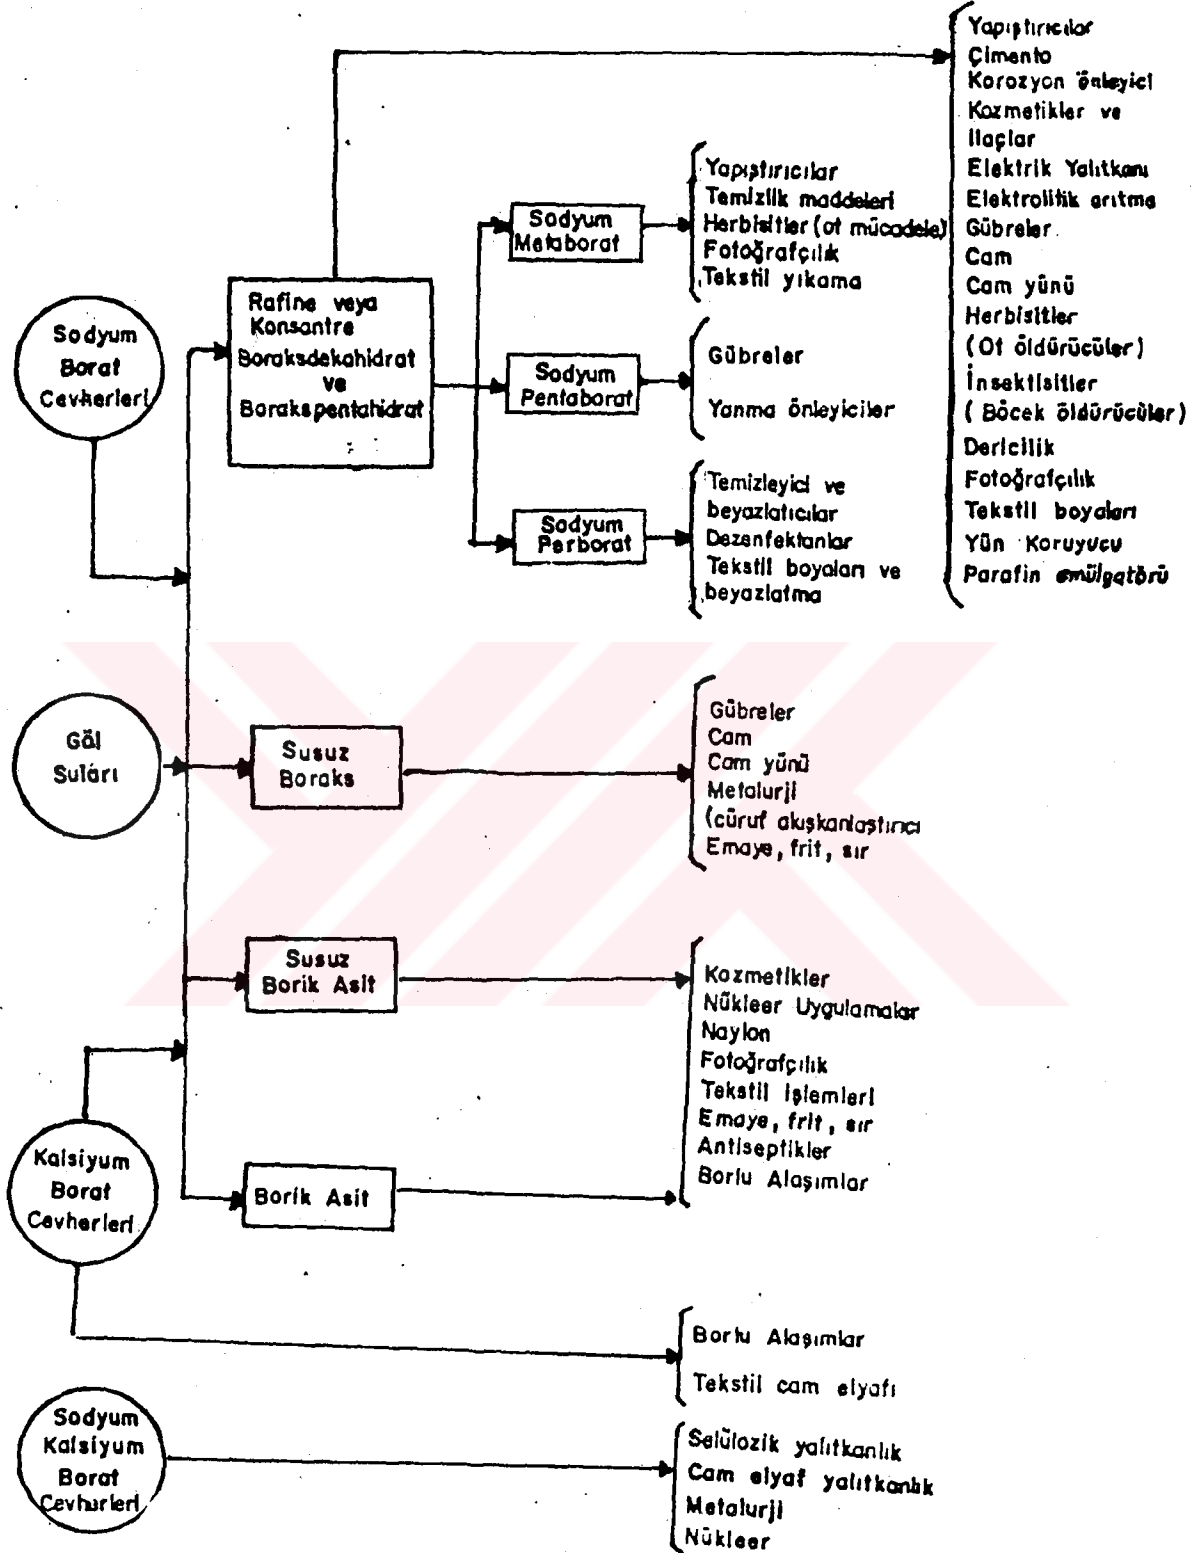 Sodyum
Borat
Cevherleri
Göl
Suları
Kalsiyum
Borat
Cevherleri
Sodyum
Kalsiyum
Borat
Cevherleri
Rafine veya
Konsantre
Boraksdekahidrat
ve
Borakspentahidrat
Sodyum
Metaborat
Sodyum
Pentaborat
Sodyum
Perborat
Susuz
Boraks
Susuz
Borik Asit
Borik Asit
Yapıştırıcılar
Temizlik maddeleri
Herbisitler (ot mücadele)
Fotoğrafçılık
Tekstil yıkama
Gübreler
Yanma önleyiciler
Temizleyici ve
beyazlatıcılar
Dezenfektanlar
Tekstil boyaları ve
beyazlatma
Yapıştırıcılar
Çimento
Korozyon önleyici
Kozmetikler ve
İlaçlar
Elektrik Yalıtkanı
Elektrolitik arıtma
Gübreler
Cam
Cam yünü
Herbisitler
(Ot öldürücüler)
İnsektisitler
(Böcek öldürücüler)
Dericilik
Fotoğrafçılık
Tekstil boyaları
Yün Koruyucu
Parafin emülgatörü
Gübreler
Cam
Cam yünü
Metalurji
(cüruf akışkanlaştırıcı
Emaye, frit, sır
Kozmetikler
Nükleer Uygulamalar
Naylon
Fotoğrafçılık
Tekstil işlemleri
Emaye, frit, sır
Antiseptikler
Borlu Alaşımlar
Borlu Alaşımlar
Tekstil cam elyafı
Selülozik yalıtkanlık
Cam elyaf yalıtkanlık
Metalurji
Nükleer